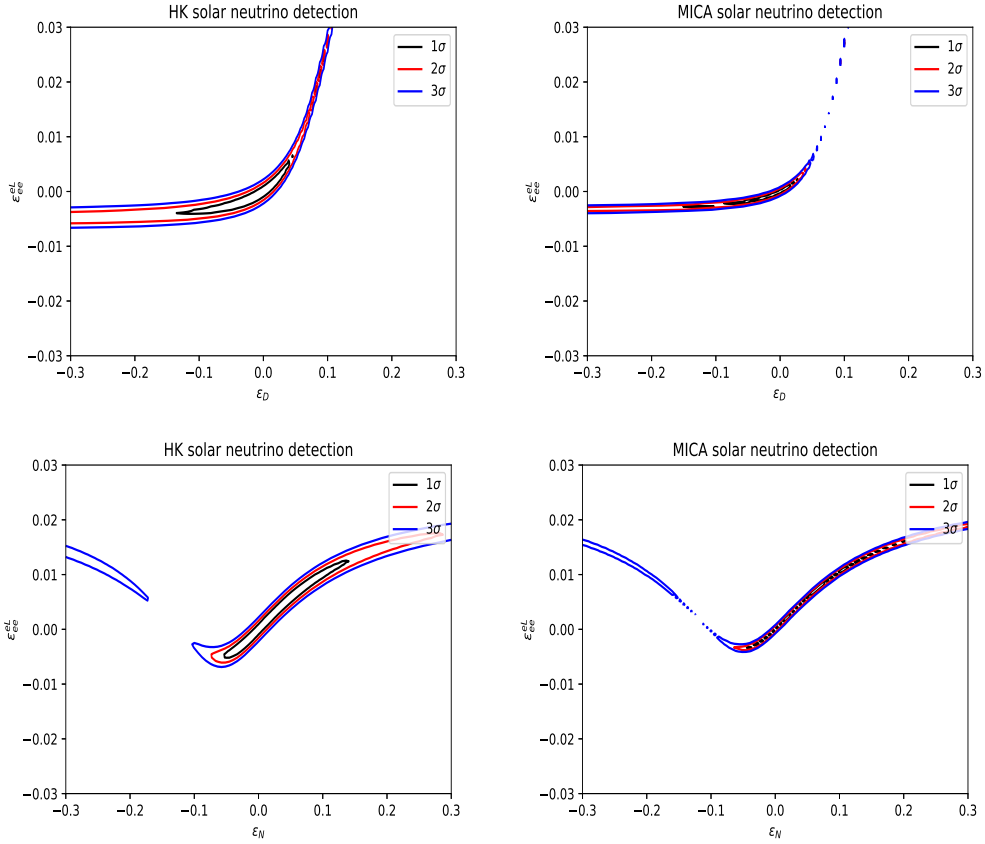 HK solar neutrino detection
0.03
0.02
0.01
0.00
−0.01
−0.02
−0.03
−0.3
−0.2
−0.1
0.0
0.1
0.2
0.3
ε_D
ε_ee^eL
1σ
2σ
3σ
MICA solar neutrino detection
0.03
0.02
0.01
0.00
−0.01
−0.02
−0.03
−0.3
−0.2
−0.1
0.0
0.1
0.2
0.3
ε_D
ε_ee^eL
1σ
2σ
3σ
HK solar neutrino detection
0.03
0.02
0.01
0.00
−0.01
−0.02
−0.03
−0.3
−0.2
−0.1
0.0
0.1
0.2
0.3
ε_N
ε_ee^eL
1σ
2σ
3σ
MICA solar neutrino detection
0.03
0.02
0.01
0.00
−0.01
−0.02
−0.03
−0.3
−0.2
−0.1
0.0
0.1
0.2
0.3
ε_N
ε_ee^eL
1σ
2σ
3σ